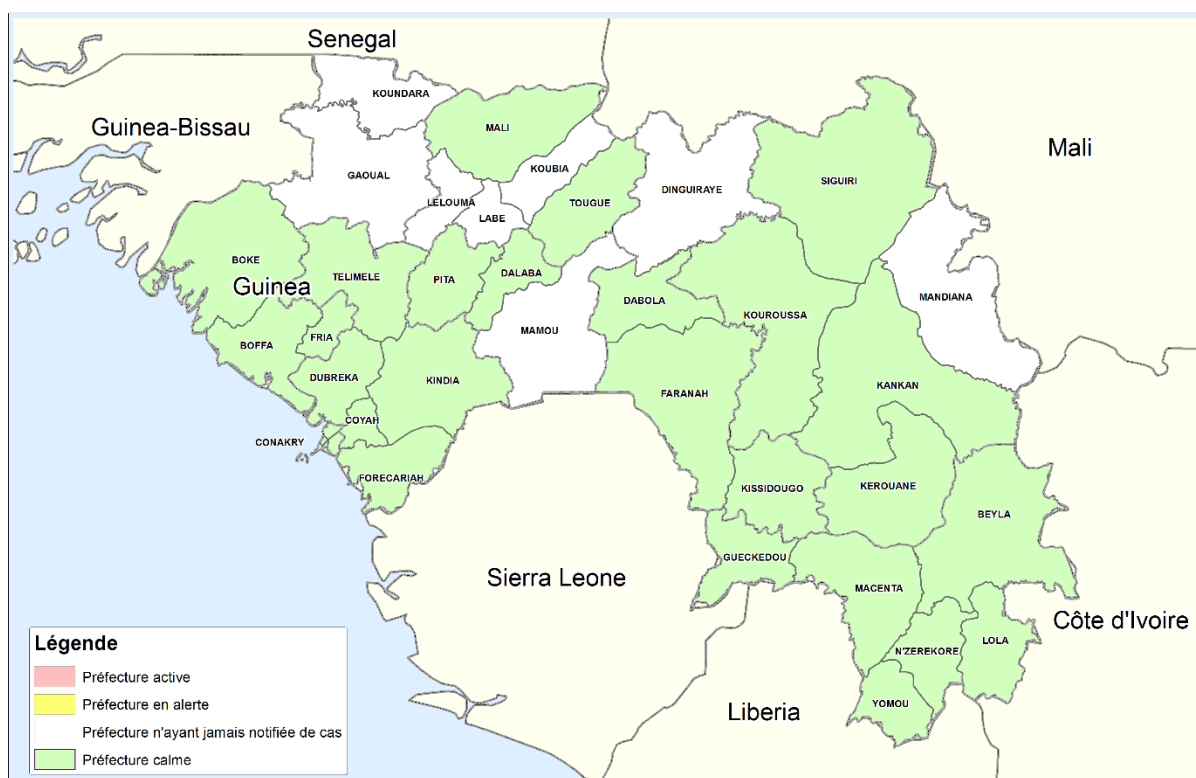 Senegal
KOUNDARA
Guinea-Bissau
MALI
Mali
KOUBIA
GAOUAL
SIGUIRI
DINGUIRAYE
LELOUMA
TOUGUE
LABE
BOKE
TELIMELE
PITA
DALABA
Guinea
MANDIANA
DABOLA
KOUROUSSA
MAMOU
FRIA
BOFFA
DUBREKA
KINDIA
KANKAN
FARANAH
COYAH
CONAKRY
FORECARIAH
KISSIDOUGO
KEROUANE
BEYLA
GUECKEDOU
Sierra Leone
MACENTA
Côte d'Ivoire
LOLA
N'ZEREKORE
YOMOU
Liberia
Légende
Préfecture active
Préfecture en alerte
Préfecture n'ayant jamais notifiée de cas
Préfecture calme